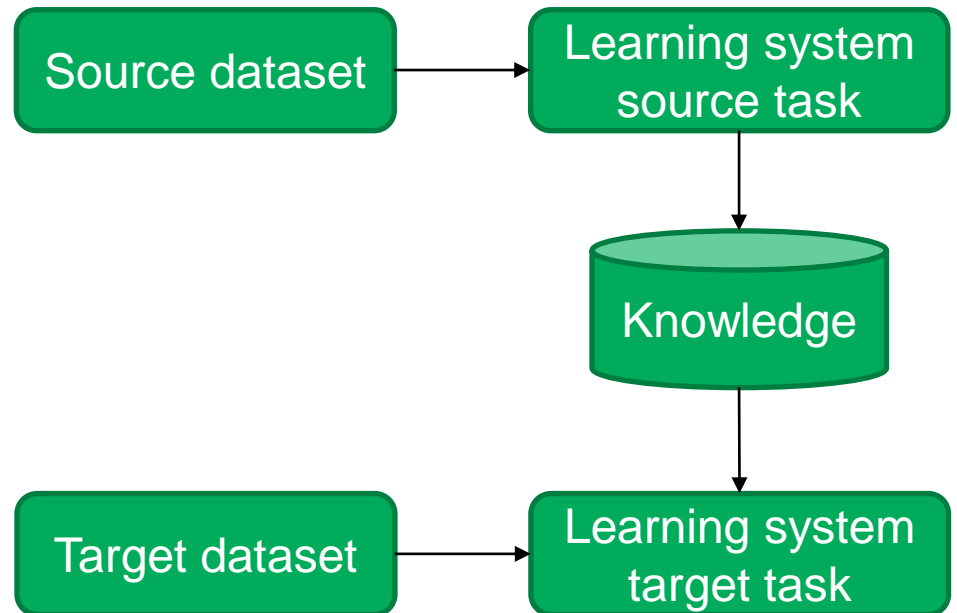 Source dataset
Learning system
source task
Knowledge
Target dataset
Learning system
target task